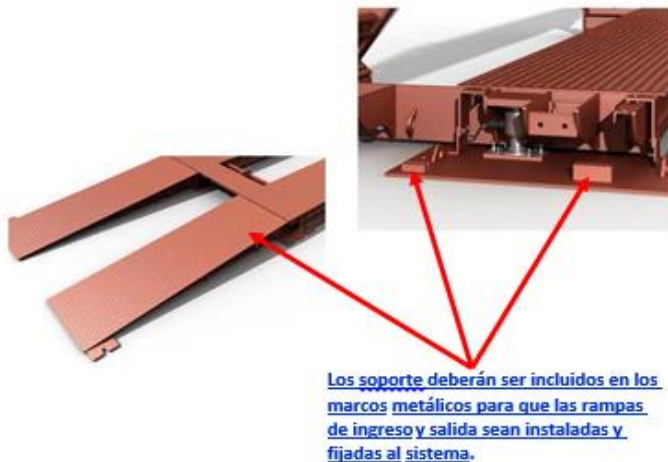 Los soporte deberán ser incluidos en los
marcos metálicos para que las rampas
de ingreso y salida sean instaladas y
fijadas al sistema.